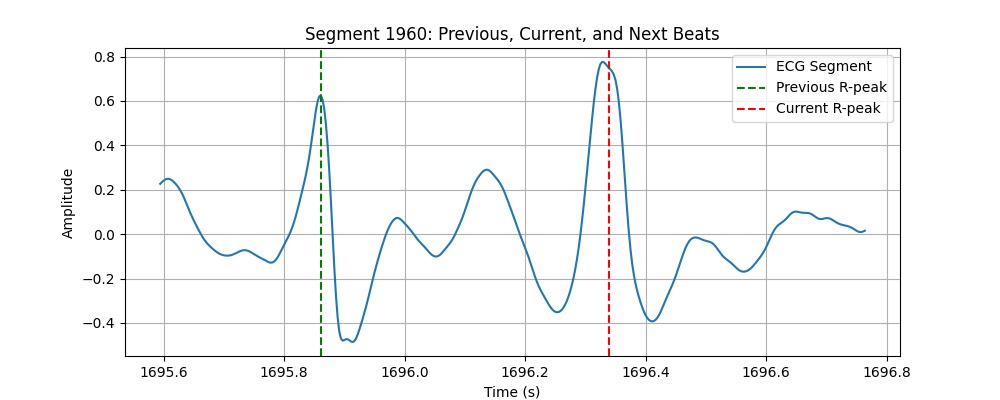 Segment 1960: Previous, Current, and Next Beats
ECG Segment
Previous R-peak
Current R-peak
0.8
0.6
0.4
0.2
0.0
−0.2
−0.4
Amplitude
1695.6 1695.8 1696.0 1696.2 1696.4 1696.6 1696.8
Time (s)